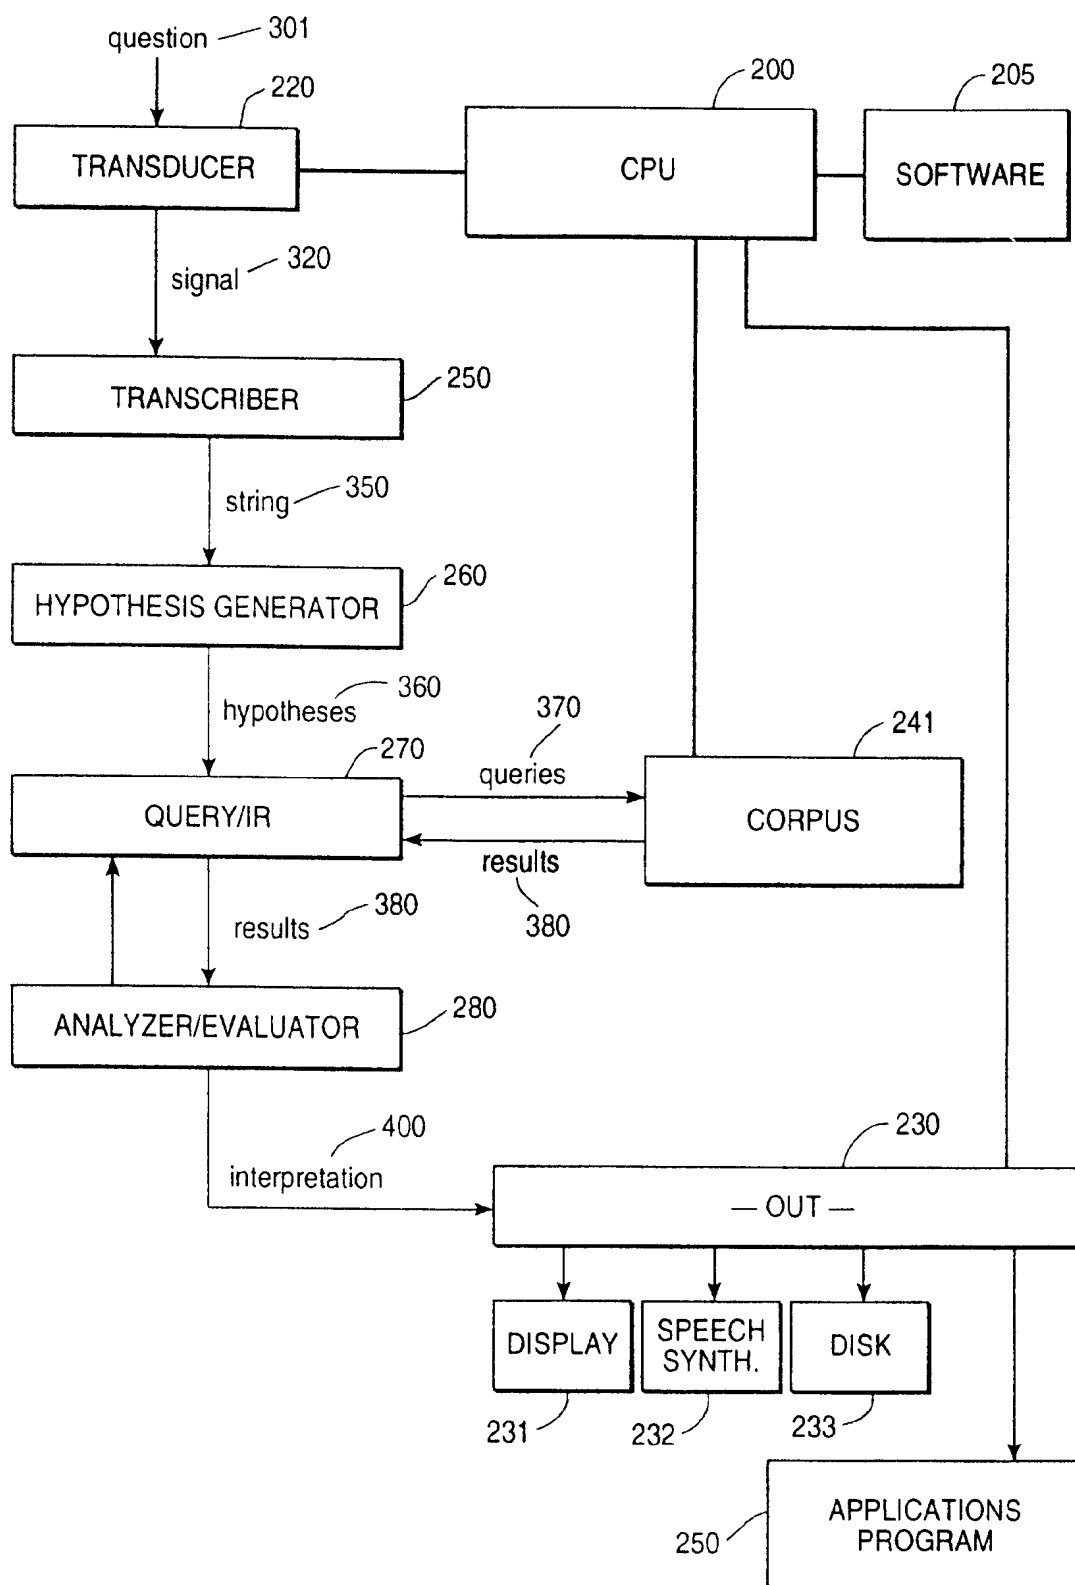 question 301
220
200
205
TRANSDUCER
CPU
SOFTWARE
signal 320
TRANSCRIBER
250
string 350
HYPOTHESIS GENERATOR
260
hypotheses 360
270
370
queries
241
QUERY/IR
CORPUS
results
380
results 380
ANALYZER/EVALUATOR
280
400
interpretation
230
— OUT —
DISPLAY
SPEECH
SYNTH.
DISK
231
232
233
APPLICATIONS
PROGRAM
250